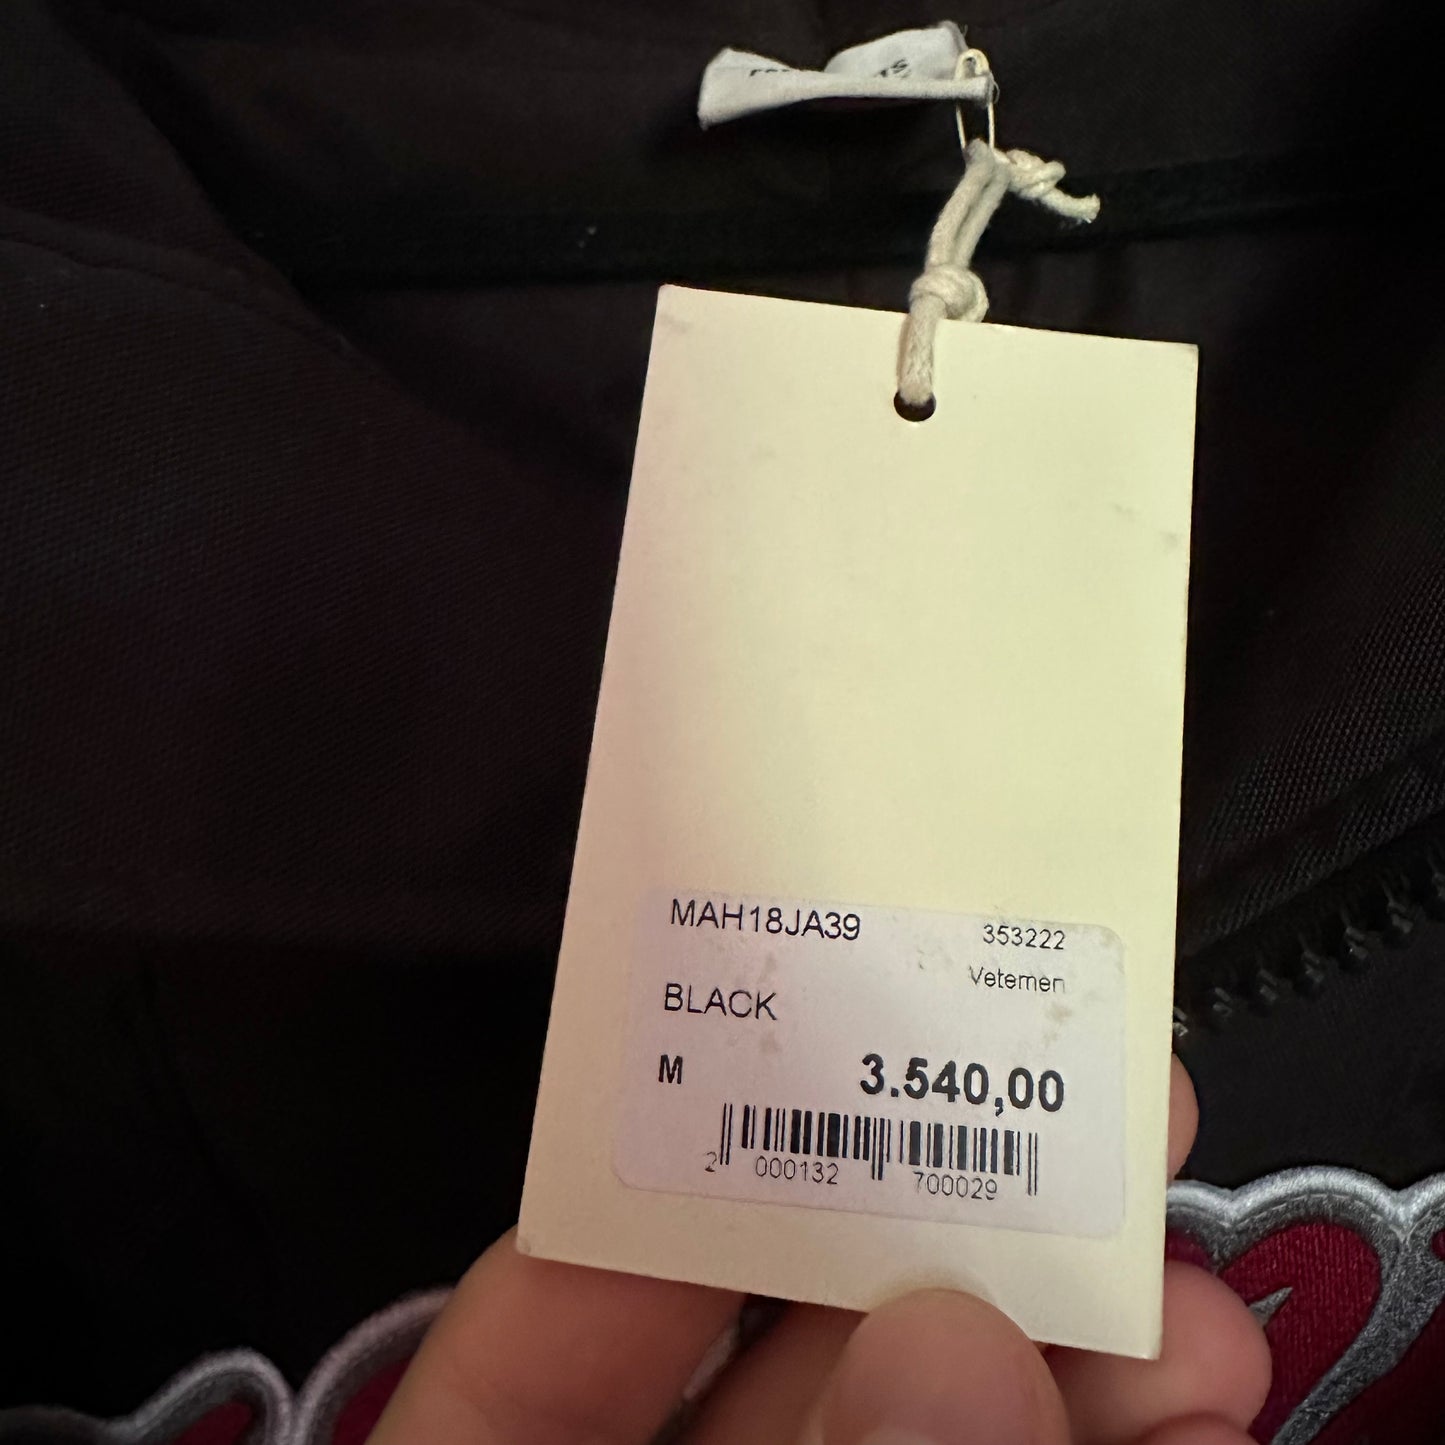 MAH18JA39 353222
Vetemen
BLACK
M 3.540,00
2 000132 700029